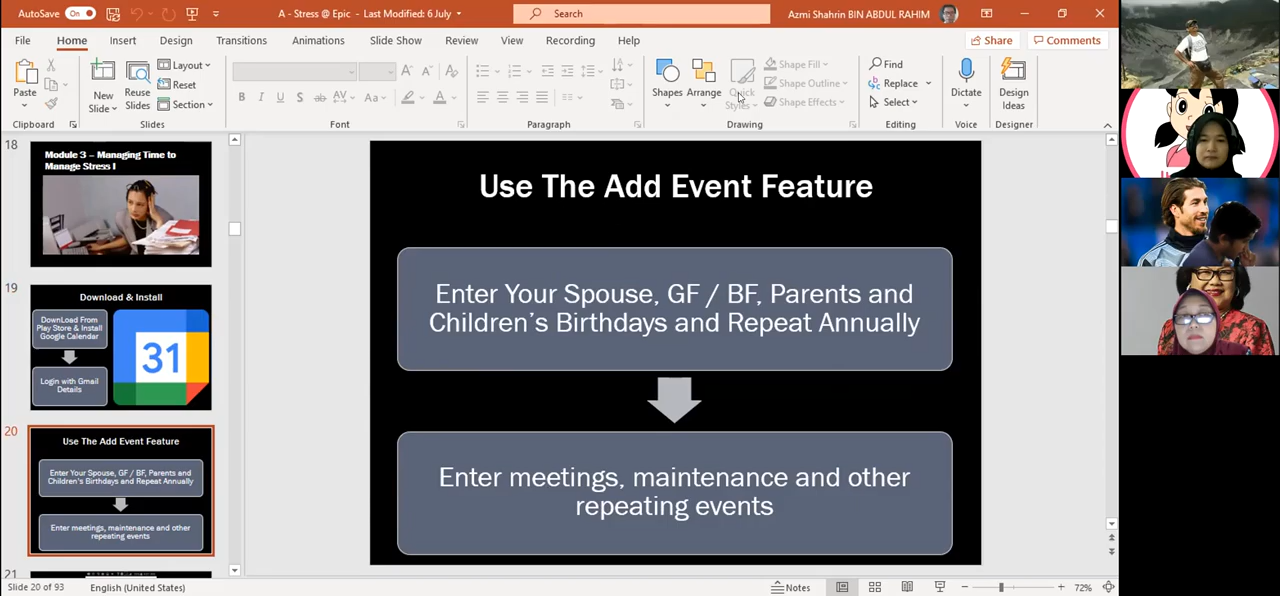 AutoSave On
A - Stress @ Epic - Last Modified: 6 July
Search
Azmi Shahrin BIN ABDUL RAHIM
File Home Insert Design Transitions Animations Slide Show Review View Recording Help
Share Comments
Paste
New Slide
Reuse Slides
Layout
Reset
Section
B I U S ab AV Aa A
Shapes
Arrange
Quick Styles
Shape Fill
Shape Outline
Shape Effects
Find
Replace
Select
Dictate
Design Ideas
Clipboard Slides Font Paragraph Drawing Editing Voice Designer
18
Module 3 – Managing Time to
Manage Stress I
19
Download & Install
DownLoad From
Play Store & Install
Google Calendar
Login with Gmail
Details
31
20
Use The Add Event Feature
Enter Your Spouse, GF / BF, Parents and
Children's Birthdays and Repeat Annually
Enter meetings, maintenance and other
repeating events
21
Use The Add Event Feature
Enter Your Spouse, GF / BF, Parents and
Children's Birthdays and Repeat Annually
Enter meetings, maintenance and other
repeating events
Slide 20 of 93
English (United States)
Notes
72%